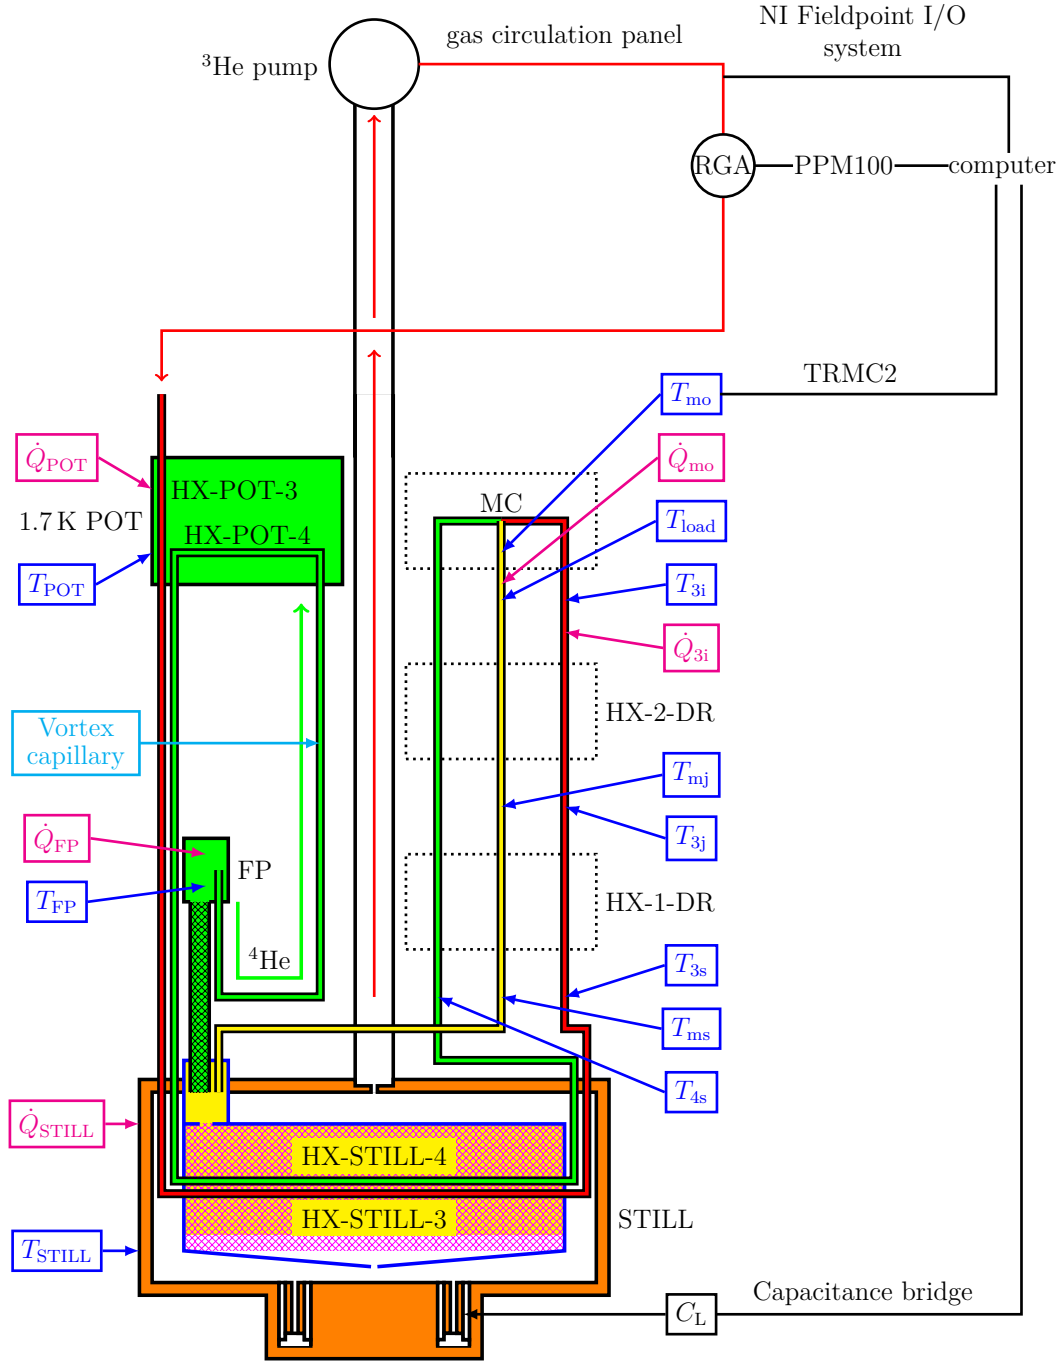 NI Fieldpoint I/O
system
gas circulation panel
³He pump
RGA
PPM100
computer
TRMC2
T_mo
Q̇_POT
Q̇_mo
HX-POT-3
MC
1.7 K POT
HX-POT-4
T_load
T_POT
T_3i
Q̇_3i
HX-2-DR
Vortex
capillary
T_mj
Q̇_FP
T_3j
FP
T_FP
HX-1-DR
⁴He
T_3s
T_ms
T_4s
Q̇_STILL
HX-STILL-4
HX-STILL-3
STILL
T_STILL
Capacitance bridge
C_L